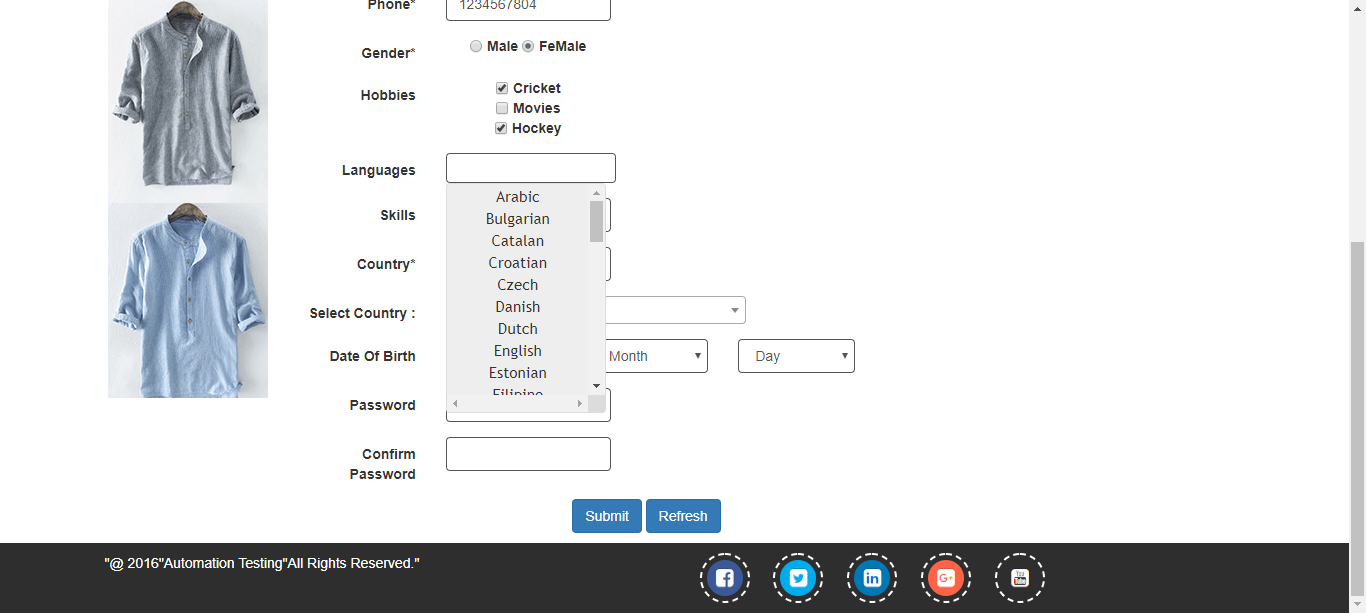 Phone* 1234567804
Gender* Male FeMale
Hobbies Cricket
Movies
Hockey
Languages
Arabic
Skills Bulgarian
Catalan
Country* Croatian
Czech
Select Country : Danish
Dutch
Date Of Birth English Month Day
Estonian
Filipino
Password
Confirm
Password
Submit Refresh
"@ 2016"Automation Testing"All Rights Reserved."
G+
You
Tube